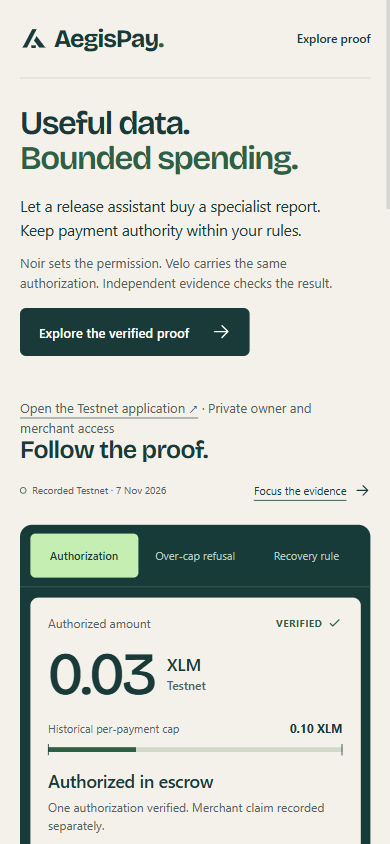 AegisPay.
Explore proof
Useful data.
Bounded spending.
Let a release assistant buy a specialist report.
Keep payment authority within your rules.
Noir sets the permission. Velo carries the same
authorization. Independent evidence checks the result.
Explore the verified proof →
Open the Testnet application ↗ · Private owner and
merchant access
Follow the proof.
Recorded Testnet · 7 Nov 2026
Focus the evidence →
Authorization
Over-cap refusal
Recovery rule
Authorized amount
VERIFIED ✓
0.03
XLM
Testnet
Historical per-payment cap
0.10 XLM
Authorized in escrow
One authorization verified. Merchant claim recorded
separately.